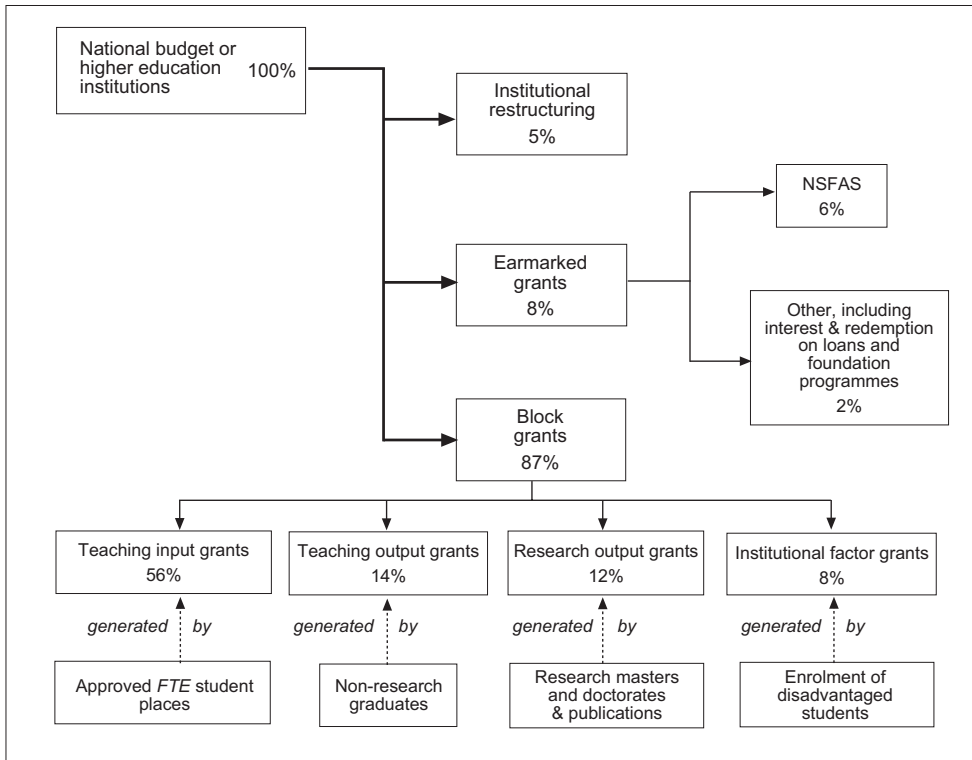 National budget or
higher education 100%
institutions
Institutional
restructuring
5%
NSFAS
6%
Earmarked
grants
8%
Other, including
interest & redemption
on loans and
foundation
programmes
2%
Block
grants
87%
Teaching input grants
56%
Teaching output grants
14%
Research output grants
12%
Institutional factor grants
8%
generated by
generated by
generated by
generated by
Approved FTE student
places
Non-research
graduates
Research masters
and doctorates
& publications
Enrolment of
disadvantaged
students